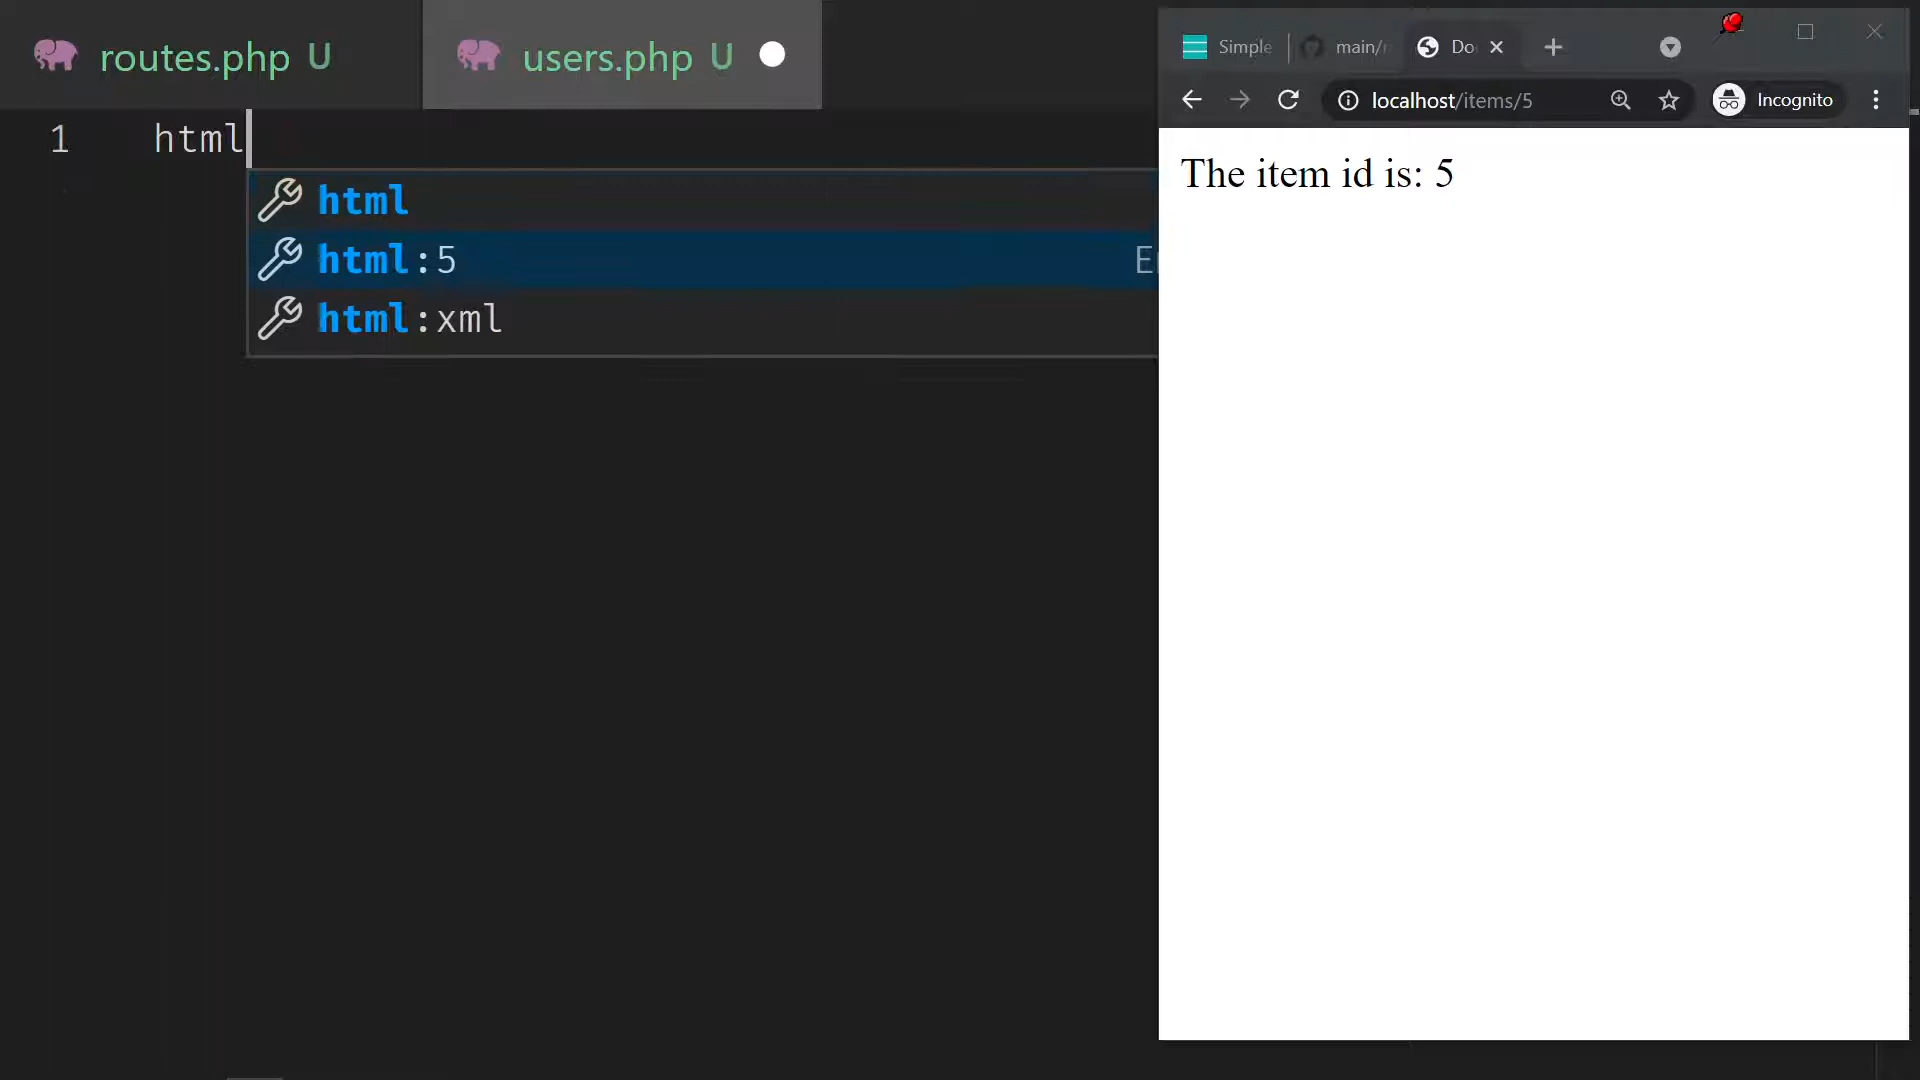 routes.php U
users.php U
1 html
html
html:5
html:xml
Simple
main/
Do
localhost/items/5
Incognito
The item id is: 5